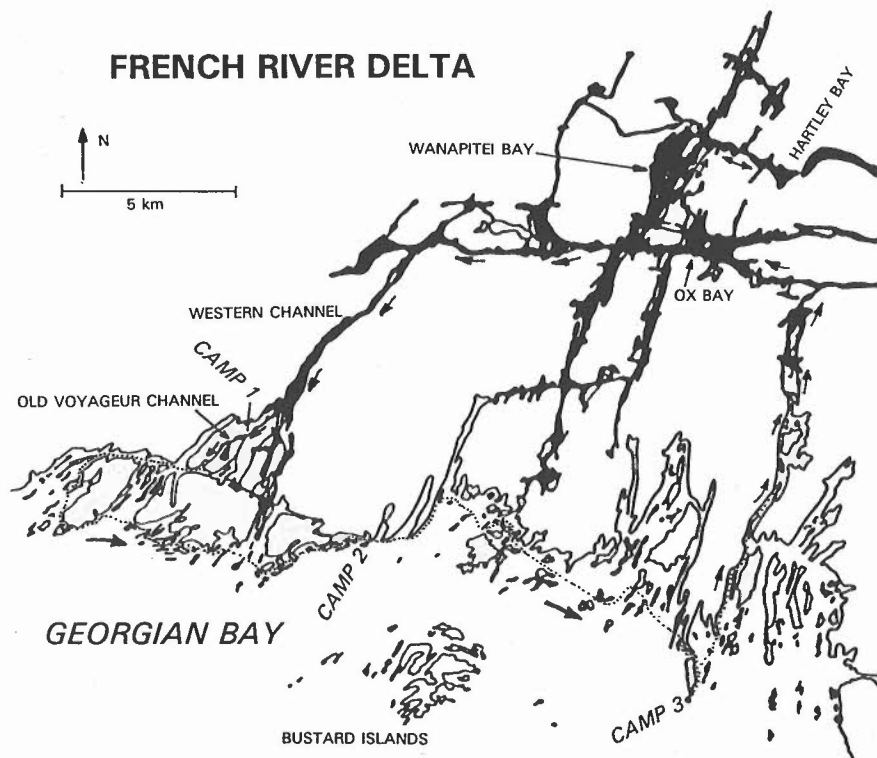 FRENCH RIVER DELTA
N
5 km
WANAPITEI BAY
HARTLEY BAY
OX BAY
WESTERN CHANNEL
CAMP 1
OLD VOYAGEUR CHANNEL
CAMP 2
GEORGIAN BAY
CAMP 3
BUSTARD ISLANDS